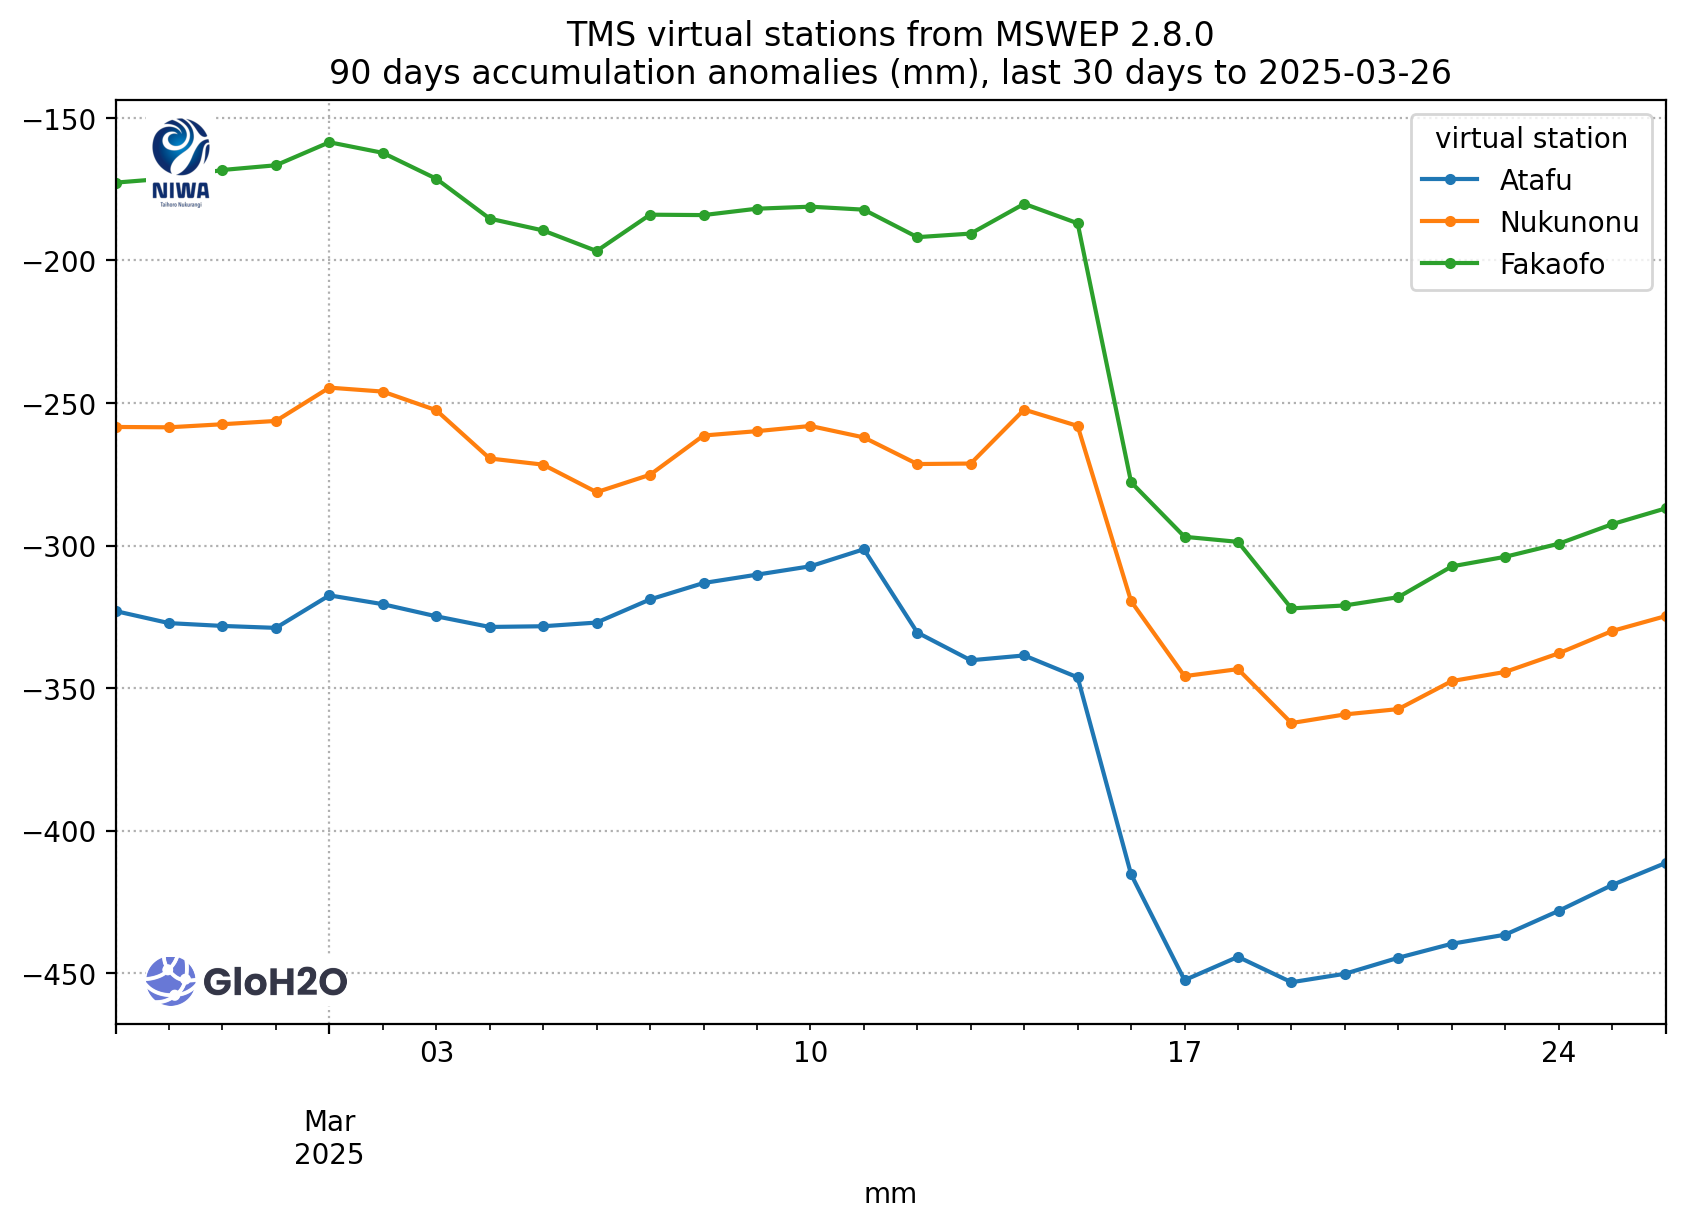 TMS virtual stations from MSWEP 2.8.0
90 days accumulation anomalies (mm), last 30 days to 2025-03-26
−150
−200
−250
−300
−350
−400
−450
NIWA
Taihoro Nukurangi
virtual station
Atafu
Nukunonu
Fakaofo
GloH2O
03
10
17
24
Mar
2025
mm